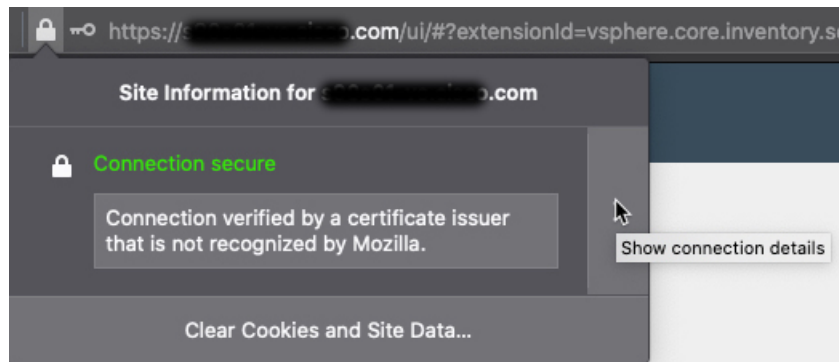 https:// .com/ui/#?extensionId=vsphere.core.inventory.s
Site Information for .com
Connection secure
Connection verified by a certificate issuer
that is not recognized by Mozilla.
Show connection details
Clear Cookies and Site Data...